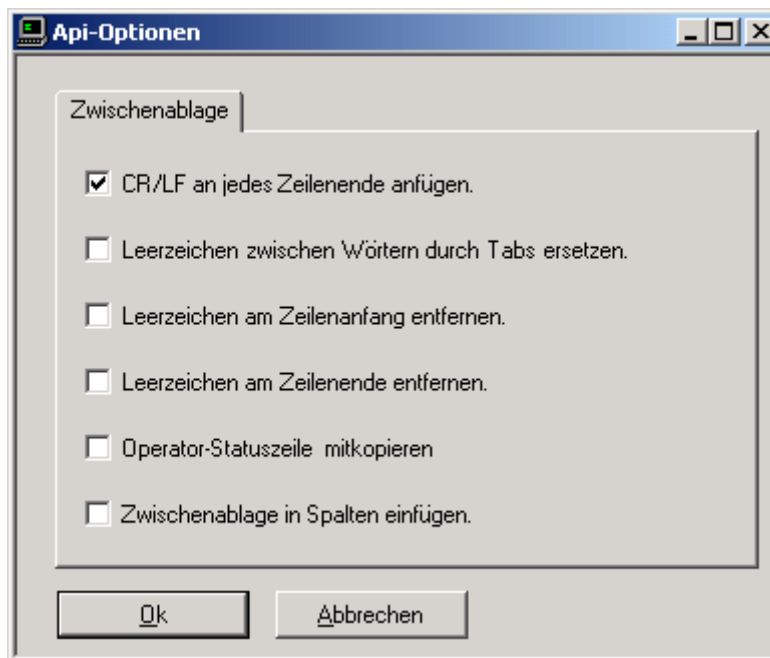 Api-Optionen
Zwischenablage
CR/LF an jedes Zeilenende anfügen.
Leerzeichen zwischen Wörtern durch Tabs ersetzen.
Leerzeichen am Zeilenanfang entfernen.
Leerzeichen am Zeilenende entfernen.
Operator-Statuszeile mitkopieren
Zwischenablage in Spalten einfügen.
Ok Abbrechen